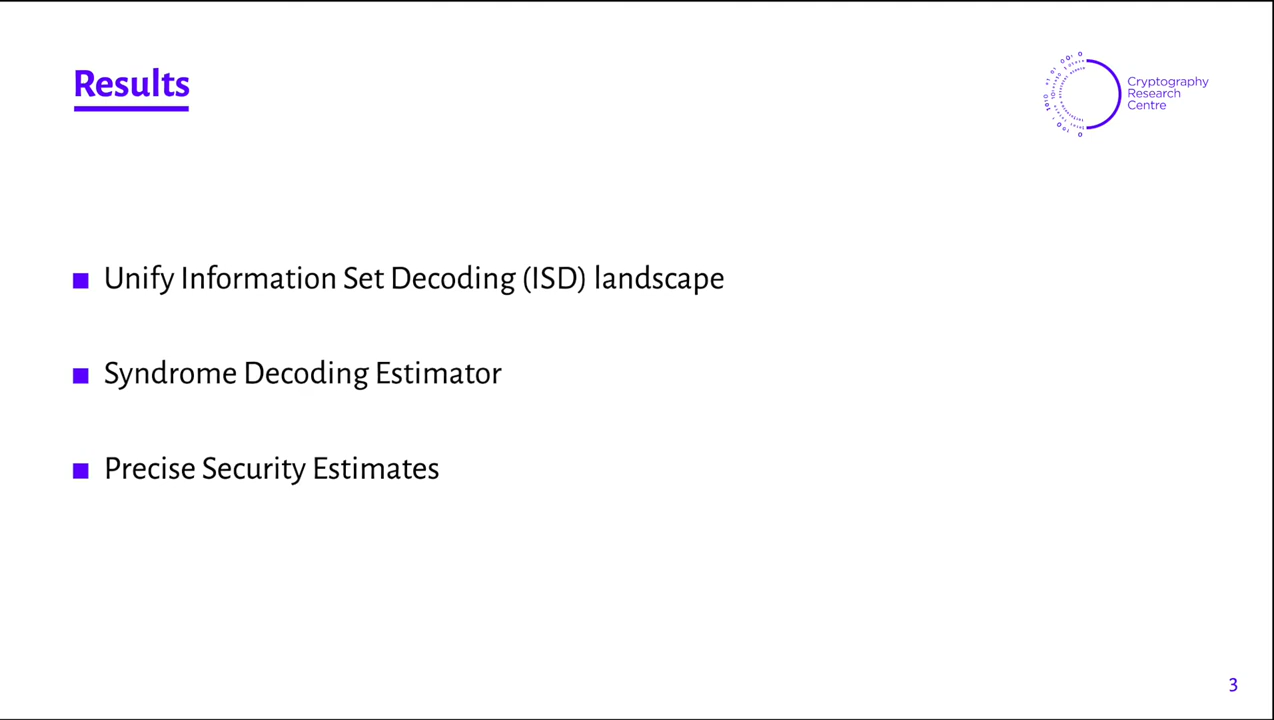 Results
Cryptography
Research
Centre
Unify Information Set Decoding (ISD) landscape
Syndrome Decoding Estimator
Precise Security Estimates
3